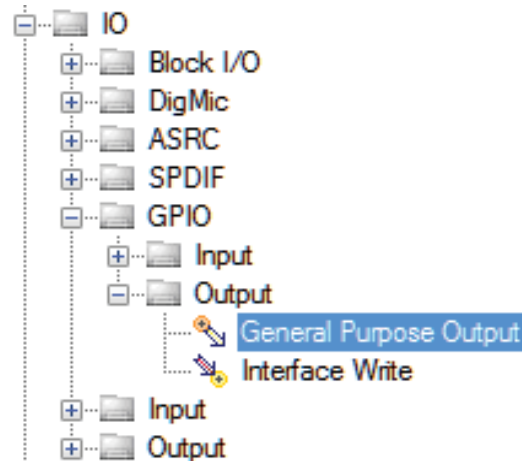 IO
Block I/O
DigMic
ASRC
SPDIF
GPIO
Input
Output
General Purpose Output
Interface Write
Input
Output